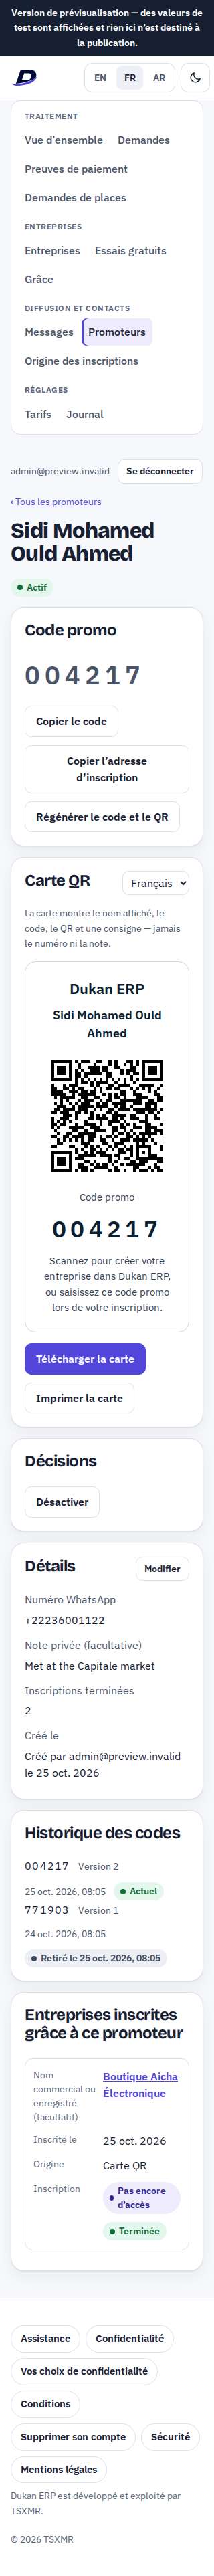 Version de prévisualisation — des valeurs de
test sont affichées et rien ici n'est destiné à
la publication.
D
EN FR AR
TRAITEMENT
Vue d'ensemble Demandes
Preuves de paiement
Demandes de places
ENTREPRISES
Entreprises Essais gratuits
Grâce
DIFFUSION ET CONTACTS
Messages Promoteurs
Origine des inscriptions
RÉGLAGES
Tarifs Journal
admin@preview.invalid Se déconnecter
‹ Tous les promoteurs
Sidi Mohamed
Ould Ahmed
Actif
Code promo
004217
Copier le code
Copier l'adresse
d'inscription
Régénérer le code et le QR
Carte QR Français
La carte montre le nom affiché, le
code, le QR et une consigne — jamais
le numéro ni la note.
Dukan ERP
Sidi Mohamed Ould
Ahmed
Code promo
004217
Scannez pour créer votre
entreprise dans Dukan ERP,
ou saisissez ce code promo
lors de votre inscription.
Télécharger la carte
Imprimer la carte
Décisions
Désactiver
Détails Modifier
Numéro WhatsApp
+22236001122
Note privée (facultative)
Met at the Capitale market
Inscriptions terminées
2
Créé le
Créé par admin@preview.invalid
le 25 oct. 2026
Historique des codes
004217 Version 2
25 oct. 2026, 08:05 Actuel
771903 Version 1
24 oct. 2026, 08:05
Retiré le 25 oct. 2026, 08:05
Entreprises inscrites
grâce à ce promoteur
Nom
commercial ou
enregistré
(facultatif)
Boutique Aicha
Électronique
Inscrite le 25 oct. 2026
Origine Carte QR
Inscription Pas encore
d'accès
Terminée
Assistance Confidentialité
Vos choix de confidentialité
Conditions
Supprimer son compte Sécurité
Mentions légales
Dukan ERP est développé et exploité par
TSXMR.
© 2026 TSXMR